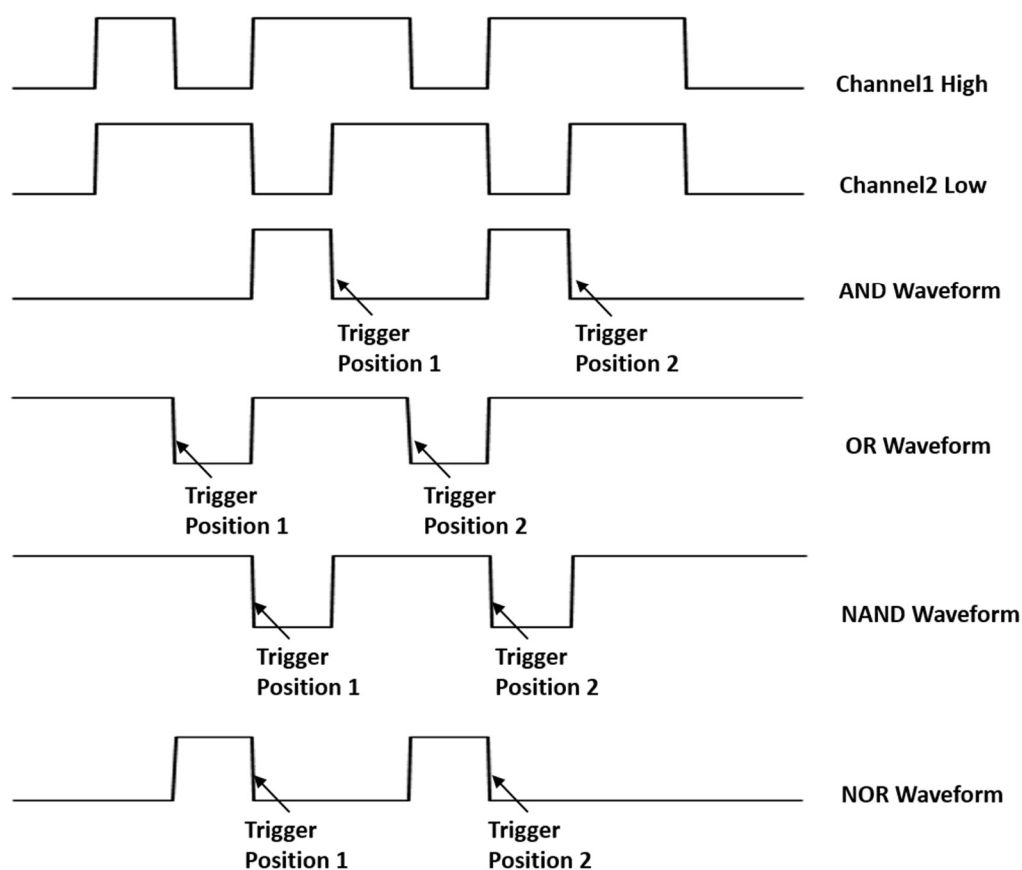 Channel1 High
Channel2 Low
AND Waveform
Trigger
Position 1
Trigger
Position 2
OR Waveform
Trigger
Position 1
Trigger
Position 2
NAND Waveform
Trigger
Position 1
Trigger
Position 2
NOR Waveform
Trigger
Position 1
Trigger
Position 2